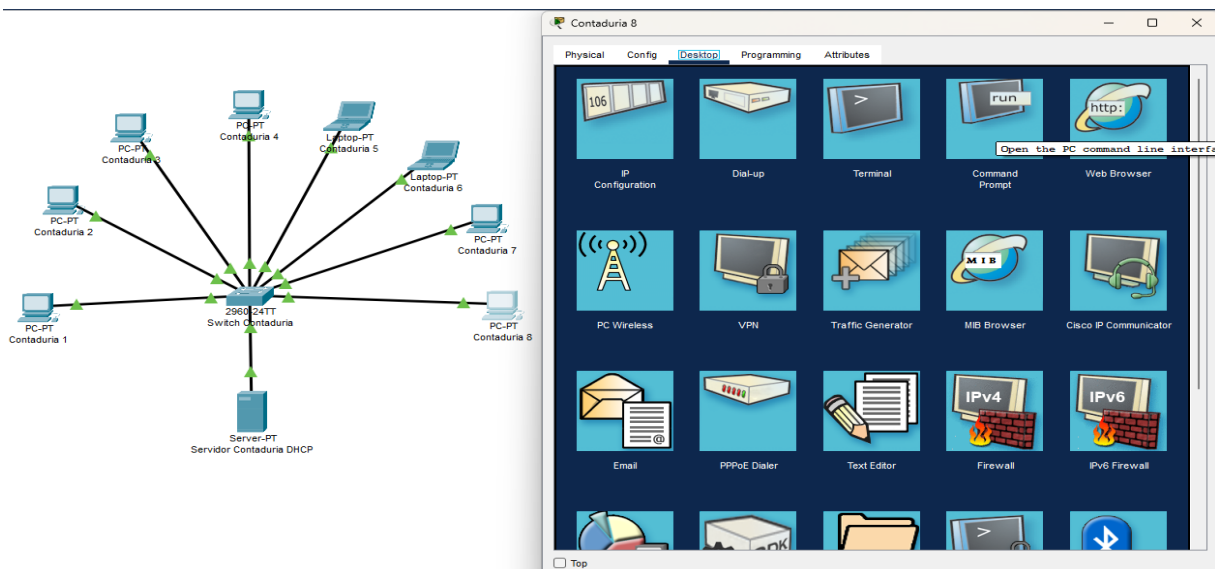 PC-PT
Contaduria 4
PC-PT
Contaduria 3
Laptop-PT
Contaduria 5
Laptop-PT
Contaduria 6
PC-PT
Contaduria 2
PC-PT
Contaduria 7
2960-24TT
Switch Contaduria
PC-PT
Contaduria 1
PC-PT
Contaduria 8
Server-PT
Servidor Contaduria DHCP
Contaduria 8
Physical Config Desktop Programming Attributes
106
>
run
http:
Open the PC command line interfa
IP
Configuration
Dial-up
Terminal
Command
Prompt
Web Browser
MIB
PC Wireless
VPN
Traffic Generator
MIB Browser
Cisco IP Communicator
@
IPv4
IPv6
Email
PPPoE Dialer
Text Editor
Firewall
IPv6 Firewall
>
Top